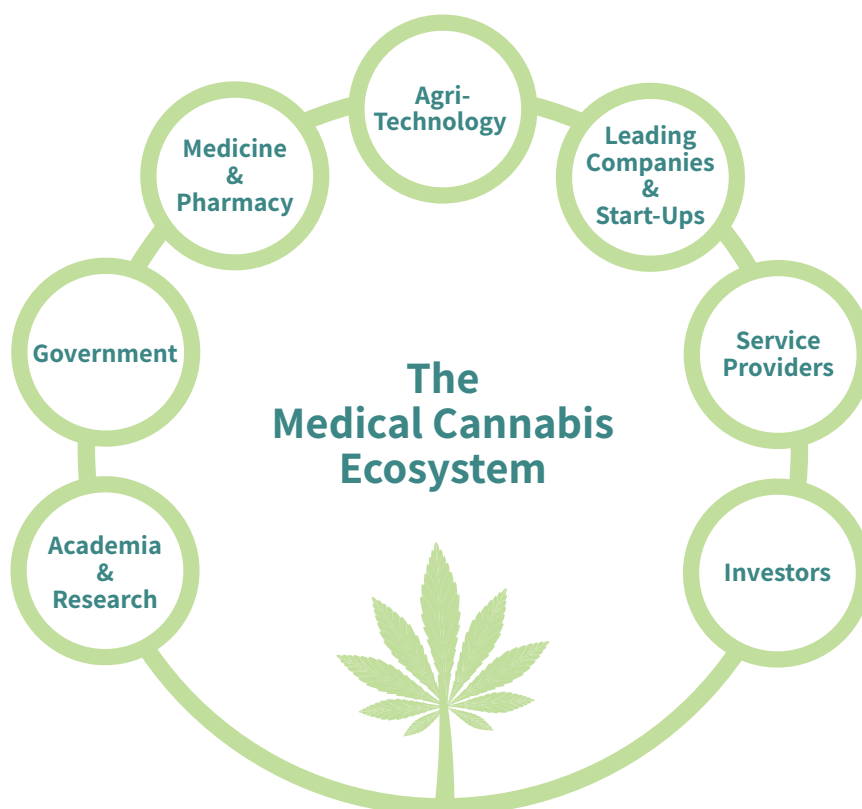 Agri-
Technology
Medicine
&
Pharmacy
Leading
Companies
&
Start-Ups
Government
Service
Providers
The
Medical Cannabis
Ecosystem
Academia
&
Research
Investors